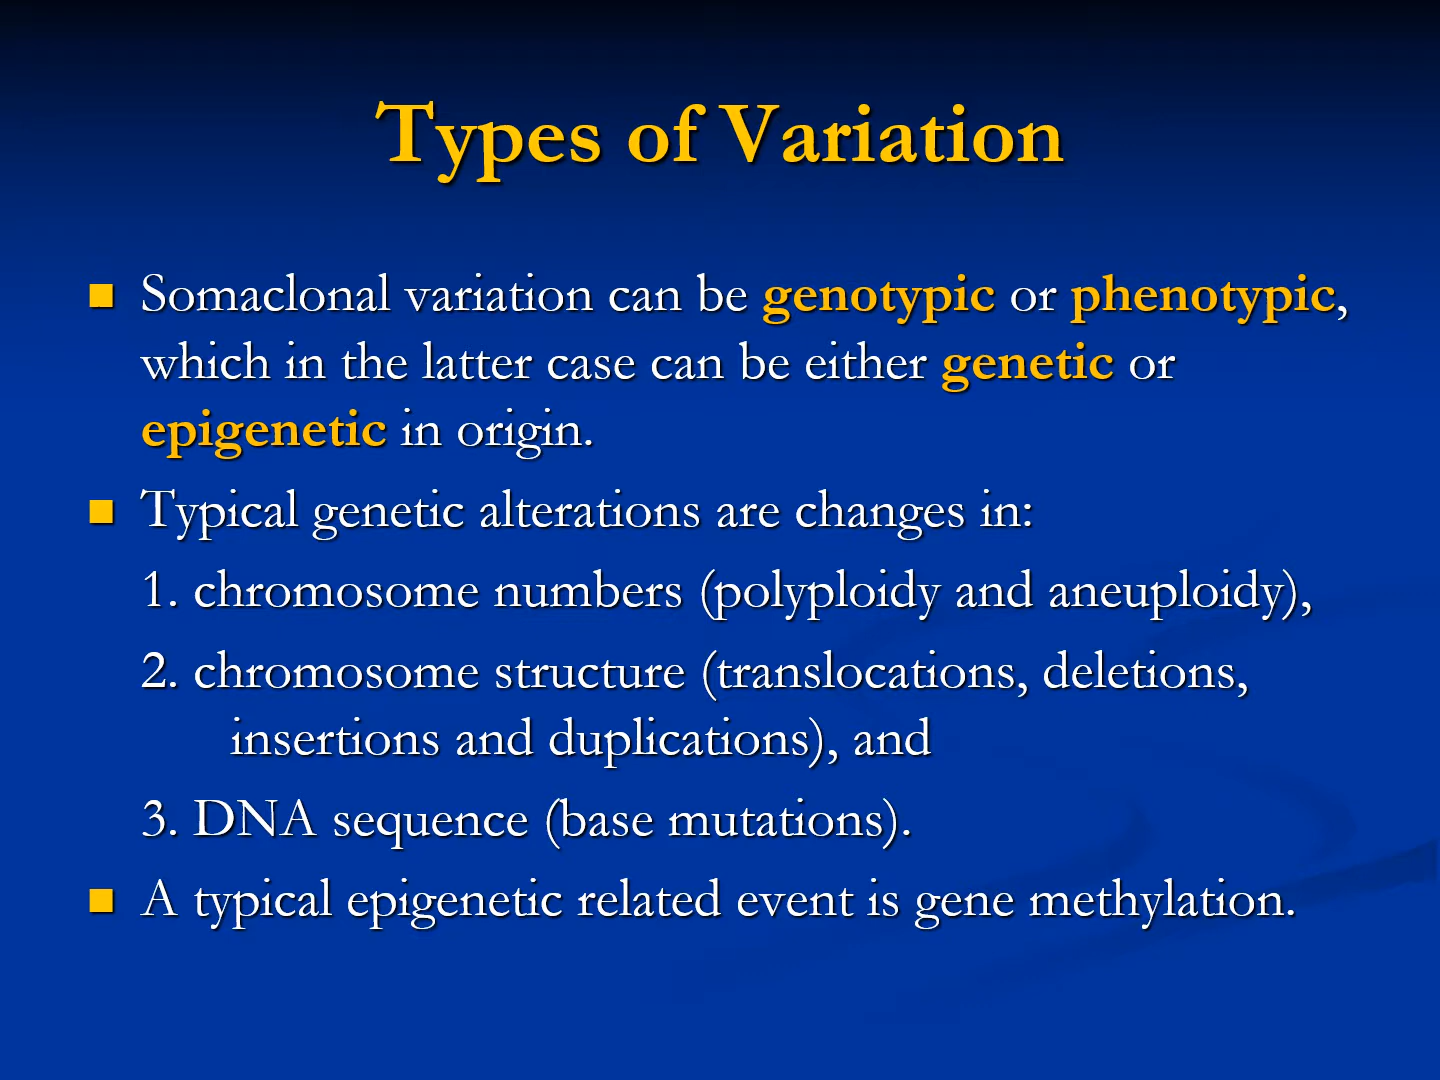 Types of Variation
Somaclonal variation can be genotypic or phenotypic,
which in the latter case can be either genetic or
epigenetic in origin.
Typical genetic alterations are changes in:
1. chromosome numbers (polyploidy and aneuploidy),
2. chromosome structure (translocations, deletions,
insertions and duplications), and
3. DNA sequence (base mutations).
A typical epigenetic related event is gene methylation.